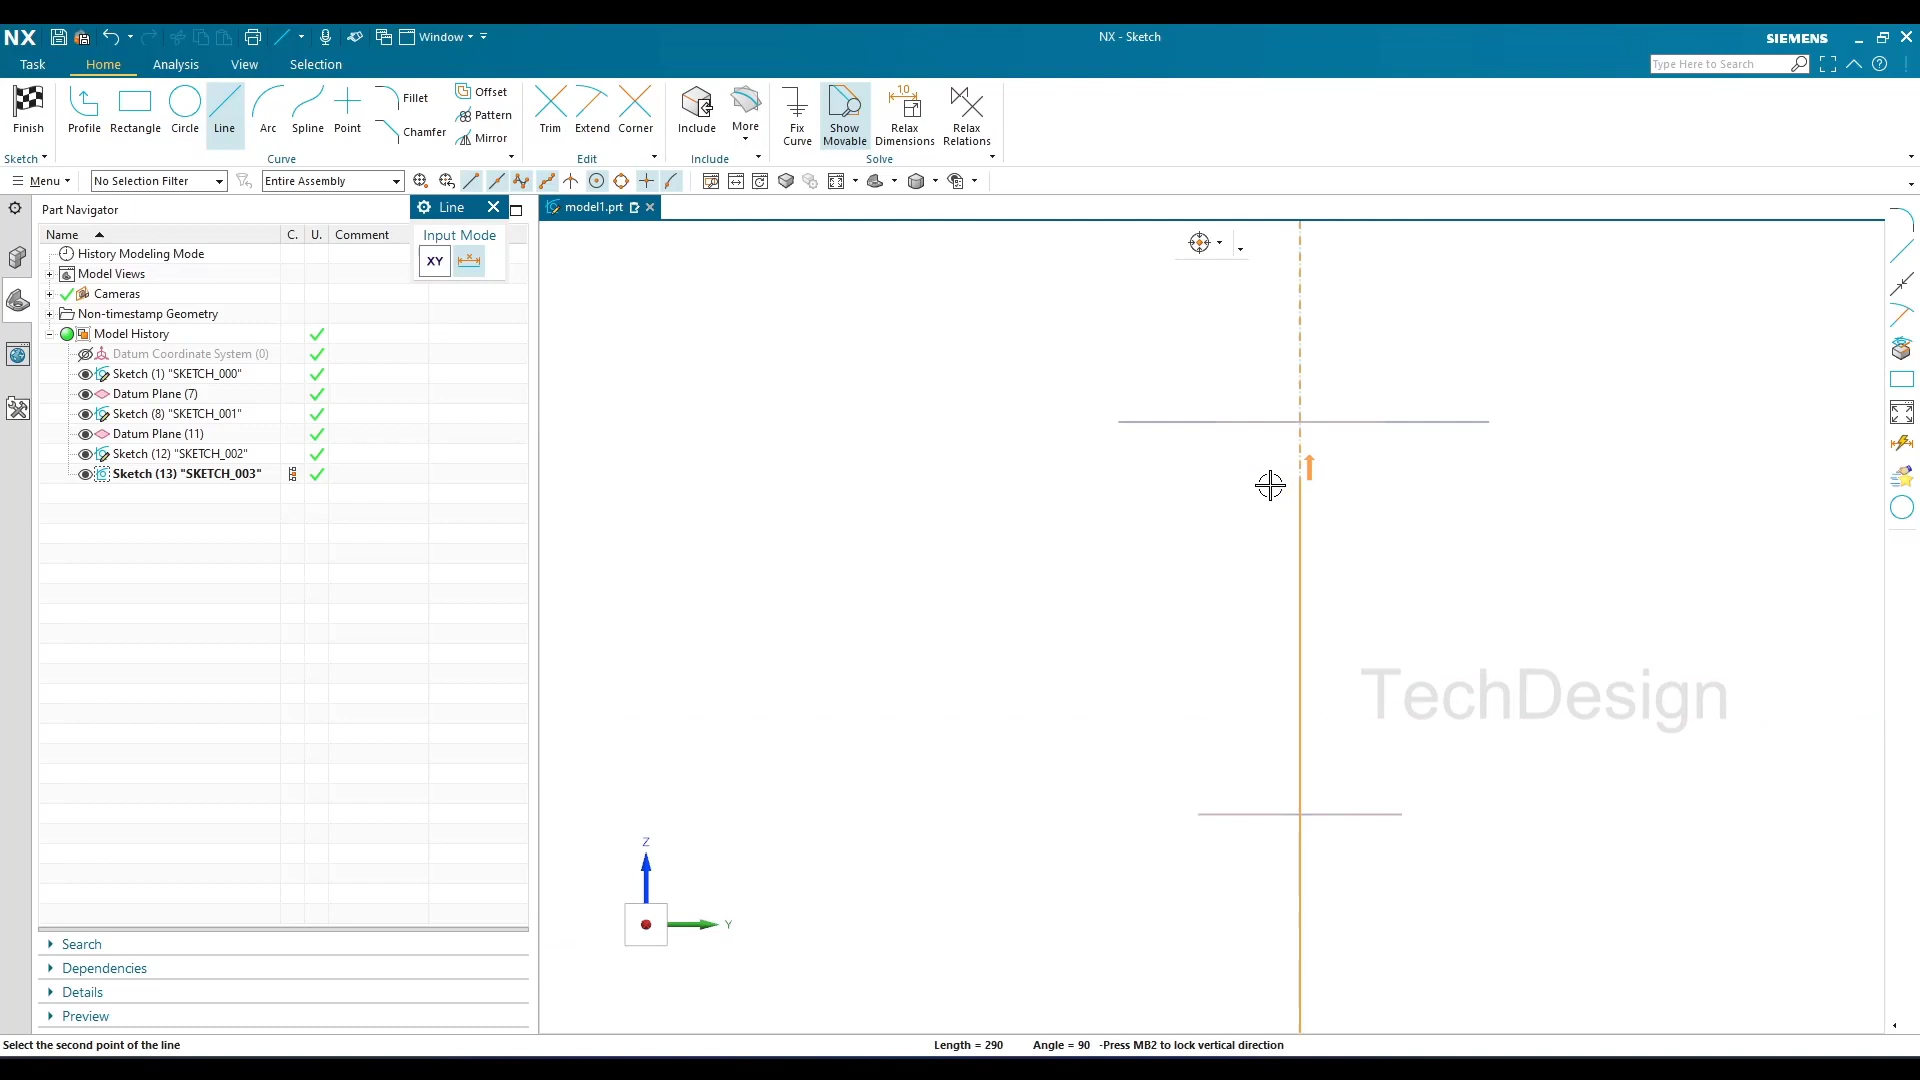 NX
Window
NX - Sketch
SIEMENS
Task
Home
Analysis
View
Selection
Type Here to Search
Finish
Profile
Rectangle
Circle
Line
Arc
Spline
Point
Fillet
Chamfer
Offset
Pattern
Mirror
Trim
Extend
Corner
Include
More
Fix
Curve
Show
Movable
1,0
Relax
Dimensions
Relax
Relations
Sketch
Curve
Edit
Include
Solve
Menu
No Selection Filter
Entire Assembly
Part Navigator
Line
model1.prt
Name
C.
U.
Comment
Input Mode
XY
History Modeling Mode
Model Views
Cameras
Non-timestamp Geometry
Model History
Datum Coordinate System (0)
Sketch (1) "SKETCH_000"
Datum Plane (7)
Sketch (8) "SKETCH_001"
Datum Plane (11)
Sketch (12) "SKETCH_002"
Sketch (13) "SKETCH_003"
TechDesign
Z
Y
Search
Dependencies
Details
Preview
Select the second point of the line
Length = 290
Angle = 90 -Press MB2 to lock vertical direction